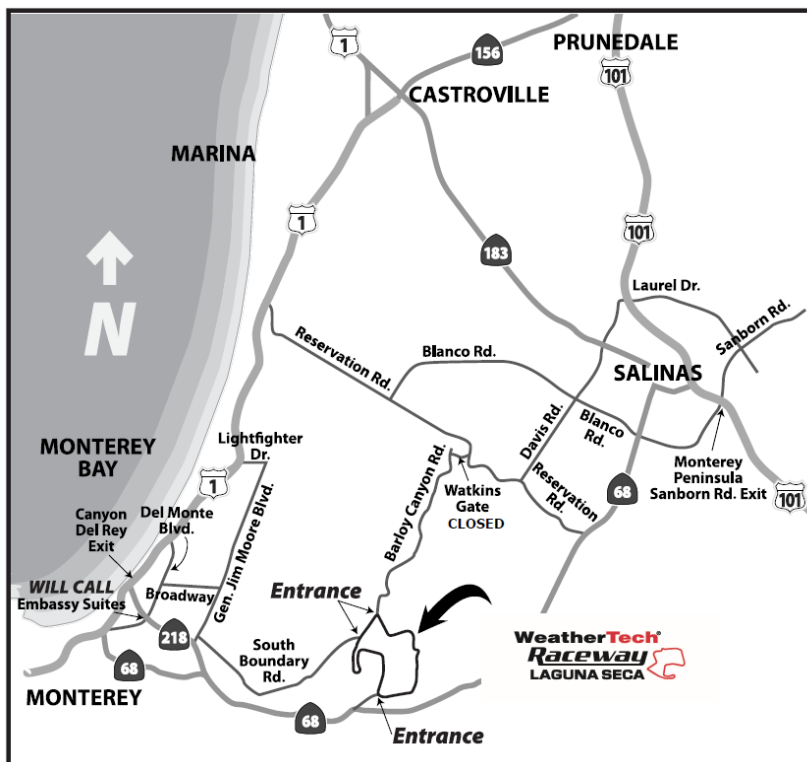 1
156
PRUNEDALE
101
CASTROVILLE
MARINA
1
101
183
N
Laurel Dr.
Sanborn Rd.
Reservation Rd.
Blanco Rd.
SALINAS
Davis Rd.
Blanco
Rd.
MONTEREY
BAY
Lightfighter
Dr.
1
Monterey
Peninsula
Sanborn Rd. Exit
101
Canyon
Del Rey
Exit
Del Monte
Blvd.
Gen. Jim Moore Blvd.
Barloy Canyon Rd.
Watkins
Gate
CLOSED
Reservation
Rd.
68
WILL CALL
Embassy Suites
Broadway
Entrance
218
South
Boundary
Rd.
WeatherTech®
Raceway
LAGUNA SECA
68
MONTEREY
68
Entrance